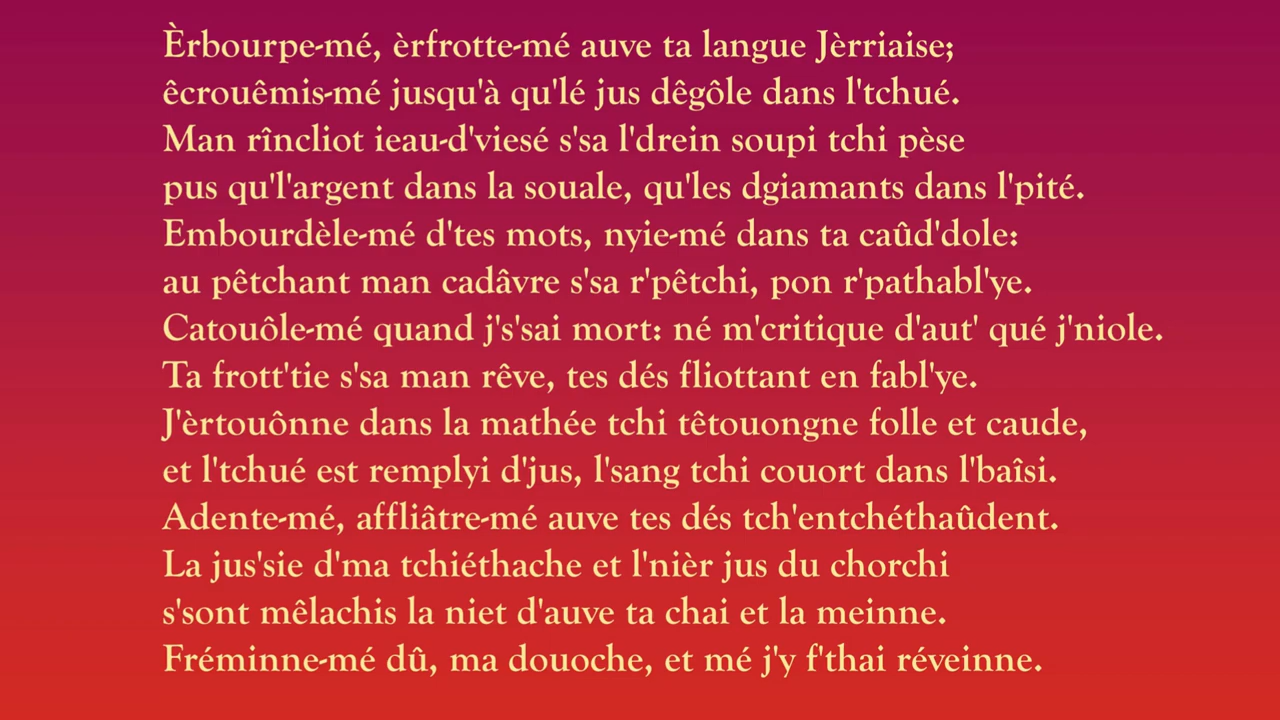 Èrbourpe-mé, èrfrotte-mé auve ta langue Jèrriaise;
êcrouêmis-mé jusqu'à qu'lé jus dêgôle dans l'tchué.
Man rîncliot ieau-d'viesé s'sa l'drein soupi tchi pèse
pus qu'l'argent dans la souale, qu'les dgiamants dans l'pité.
Embourdèle-mé d'tes mots, nyie-mé dans ta caûd'dole:
au pêtchant man cadâvre s'sa r'pêtchi, pon r'pathabl'ye.
Catouôle-mé quand j's'sai mort: né m'critique d'aut' qué j'niole.
Ta frott'tie s'sa man rêve, tes dés fliottant en fabl'ye.
J'èrtouônne dans la mathée tchi têtouongne folle et caude,
et l'tchué est remplyi d'jus, l'sang tchi couort dans l'baîsi.
Adente-mé, affliâtre-mé auve tes dés tch'entchéthaûdent.
La jus'sie d'ma tchiéthache et l'nièr jus du chorchi
s'sont mêlachis la niet d'auve ta chai et la meinne.
Fréminne-mé dû, ma douoche, et mé j'y f'thai réveinne.